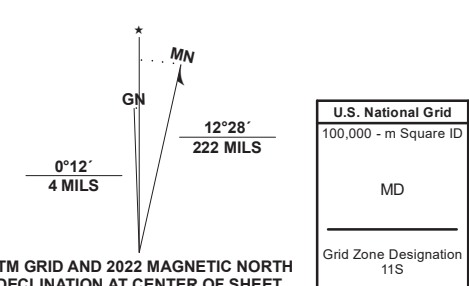 ★
MN
GN
12°28´
222 MILS
0°12´
4 MILS
TM GRID AND 2022 MAGNETIC NORTH
DECLINATION AT CENTER OF SHEET
U.S. National Grid
100,000 - m Square ID
MD
Grid Zone Designation
11S